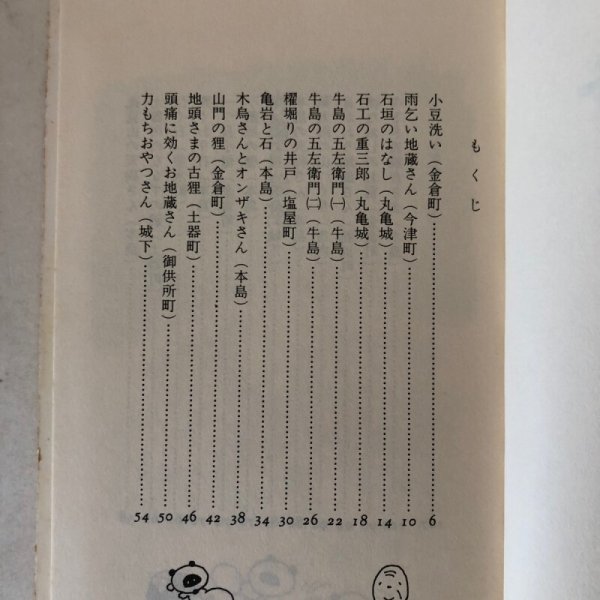 もくじ
小豆洗い（金倉町）……6
雨乞い地蔵さん（今津町）……10
石垣のはなし（丸亀城）……14
石工の重三郎（丸亀城）……18
牛島の五左衛門㈠（牛島）……22
牛島の五左衛門㈡（牛島）……26
櫂堀りの井戸（塩屋町）……30
亀岩と石（本島）……34
木烏さんとオンザキさん（本島）……38
山門の狸（金倉町）……42
地頭さまの古狸（土器町）……46
頭痛に効くお地蔵さん（御供所町）……50
力もちおやつさん（城下）……54